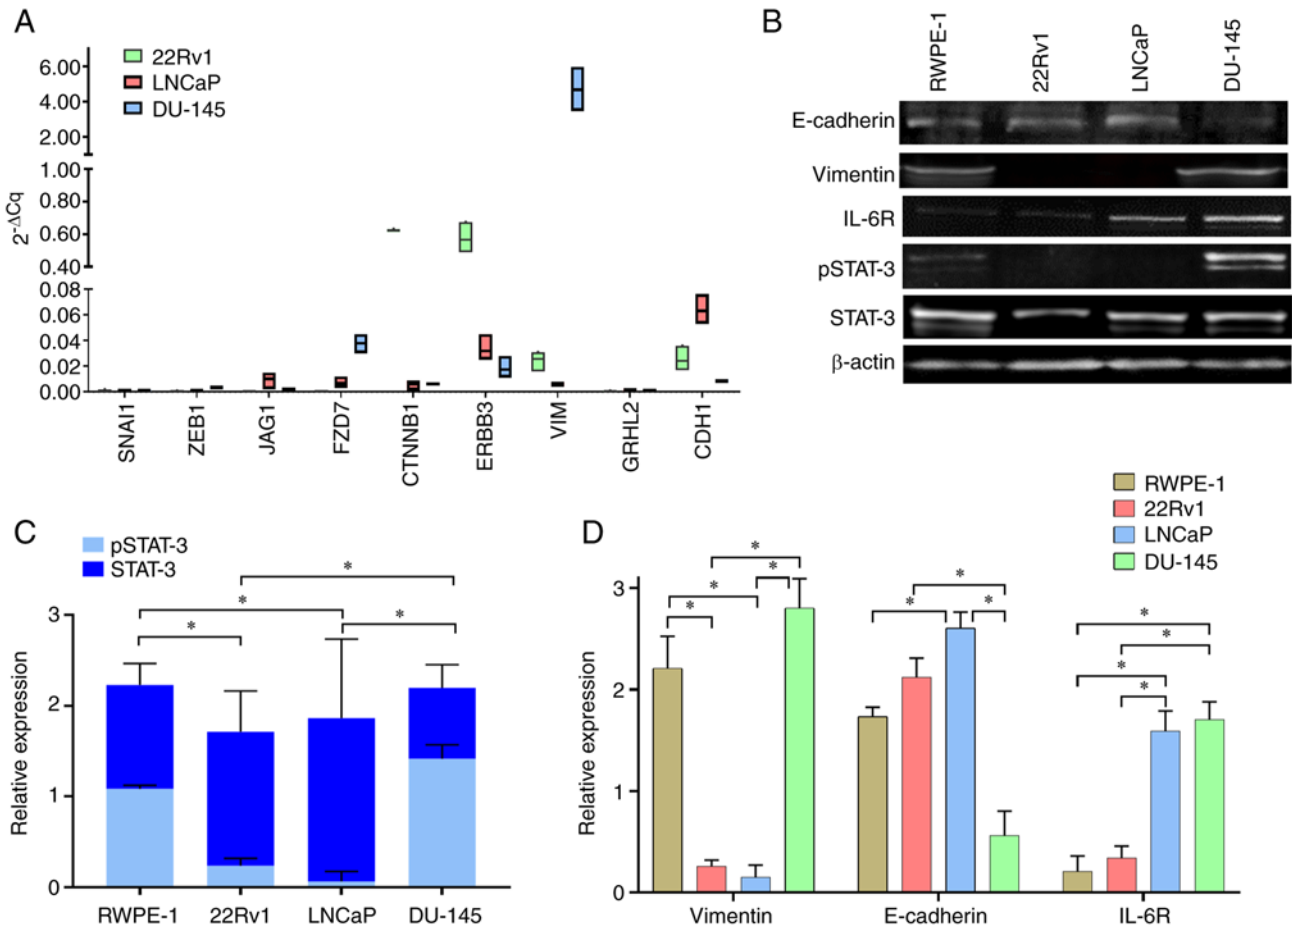 A
22Rv1
LNCaP
DU-145
2-ΔCq
6.00
4.00
2.00
1.00
0.80
0.60
0.40
0.08
0.06
0.04
0.02
0.00
SNAI1
ZEB1
JAG1
FZD7
CTNNB1
ERBB3
VIM
GRHL2
CDH1
B
RWPE-1
22Rv1
LNCaP
DU-145
E-cadherin
Vimentin
IL-6R
pSTAT-3
STAT-3
β-actin
C
pSTAT-3
STAT-3
Relative expression
3
2
1
0
*
*
*
*
RWPE-1
22Rv1
LNCaP
DU-145
D
RWPE-1
22Rv1
LNCaP
DU-145
Relative expression
3
2
1
0
*
*
*
*
*
*
*
*
*
*
*
Vimentin
E-cadherin
IL-6R